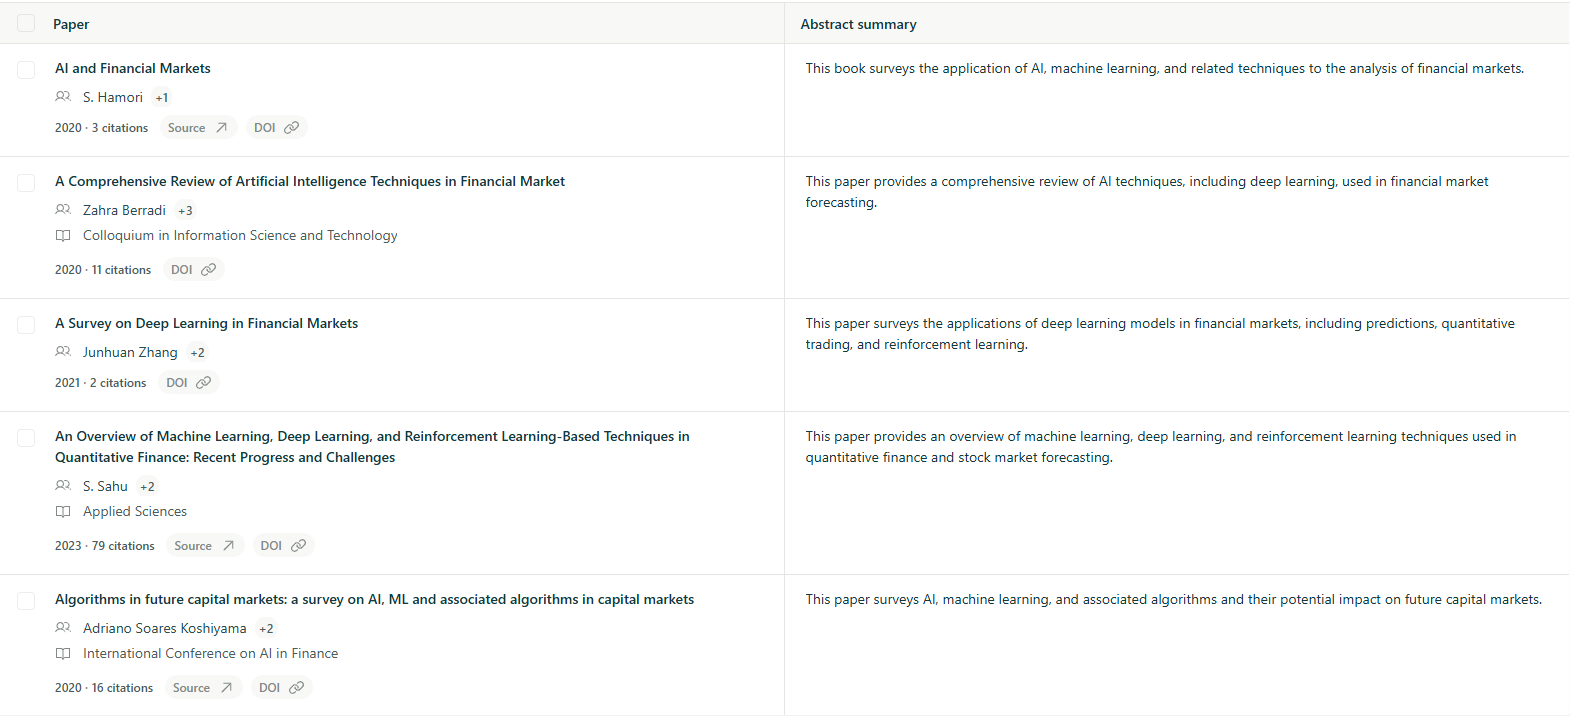 Paper
Abstract summary
AI and Financial Markets
S. Hamori +1
2020 · 3 citations Source DOI
This book surveys the application of AI, machine learning, and related techniques to the analysis of financial markets.
A Comprehensive Review of Artificial Intelligence Techniques in Financial Market
Zahra Berradi +3
Colloquium in Information Science and Technology
2020 · 11 citations DOI
This paper provides a comprehensive review of AI techniques, including deep learning, used in financial market
forecasting.
A Survey on Deep Learning in Financial Markets
Junhuan Zhang +2
2021 · 2 citations DOI
This paper surveys the applications of deep learning models in financial markets, including predictions, quantitative
trading, and reinforcement learning.
An Overview of Machine Learning, Deep Learning, and Reinforcement Learning-Based Techniques in
Quantitative Finance: Recent Progress and Challenges
S. Sahu +2
Applied Sciences
2023 · 79 citations Source DOI
This paper provides an overview of machine learning, deep learning, and reinforcement learning techniques used in
quantitative finance and stock market forecasting.
Algorithms in future capital markets: a survey on AI, ML and associated algorithms in capital markets
Adriano Soares Koshiyama +2
International Conference on AI in Finance
2020 · 16 citations Source DOI
This paper surveys AI, machine learning, and associated algorithms and their potential impact on future capital markets.